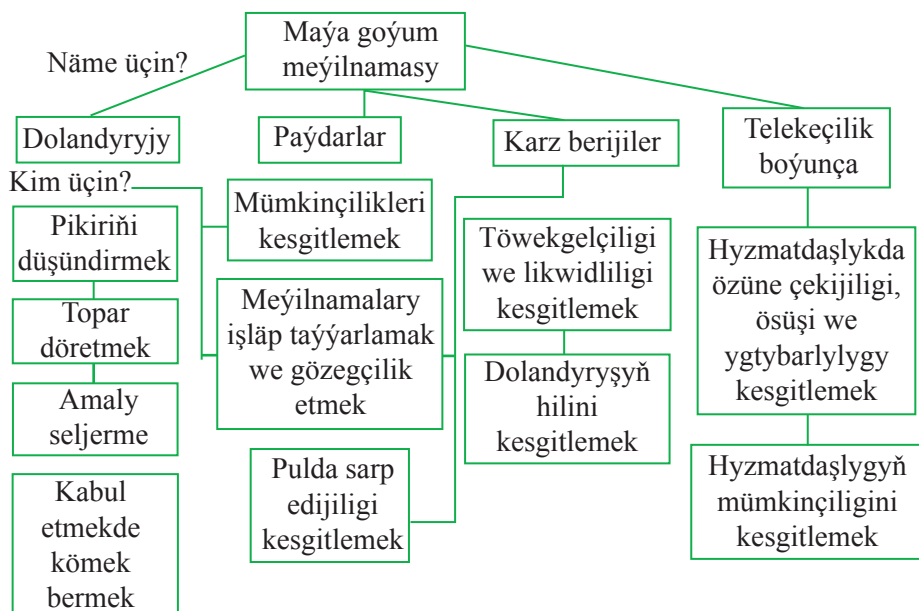 Maýa goýum
meýilnamasy
Näme üçin?
Dolandyryjy
Paýdarlar
Karz berijiler
Telekeçilik
boýunça
Kim üçin?
Pikiriňi
düşündirmek
Topar
döretmek
Amaly
seljerme
Kabul
etmekde
kömek
bermek
Mümkinçilikleri
kesgitlemek
Meýilnamalary
işläp taýýarlamak
we gözegçilik
etmek
Pulda sarp
edijiligi
kesgitlemek
Töwekgelçiligi
we likwidliligi
kesgitlemek
Dolandyryşyň
hilini
kesgitlemek
Hyzmatdaşlykda
özüne çekijiligi,
ösüşi we
ygtybarlylygy
kesgitlemek
Hyzmatdaşlygyň
mümkinçiligini
kesgitlemek